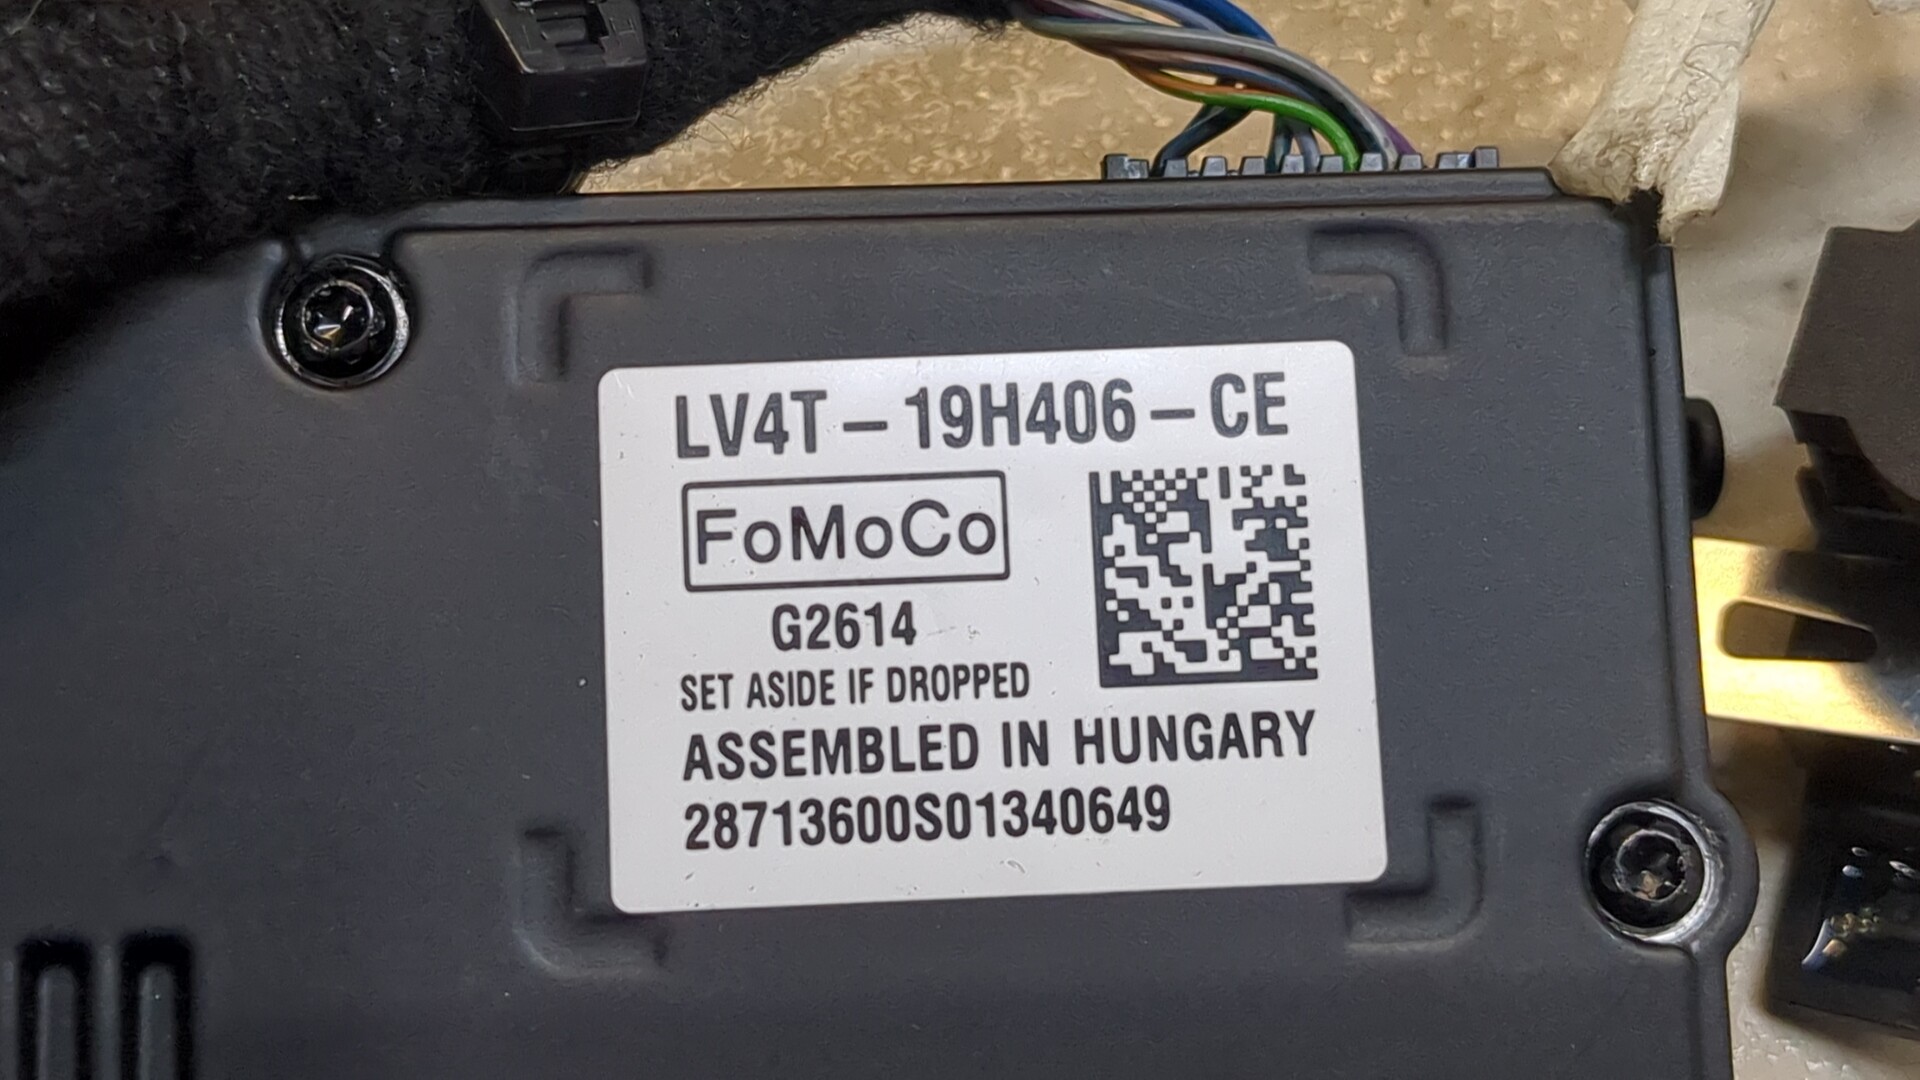 LV4T-19H406-CE
FoMoCo
G2614
SET ASIDE IF DROPPED
ASSEMBLED IN HUNGARY
28713600S01340649